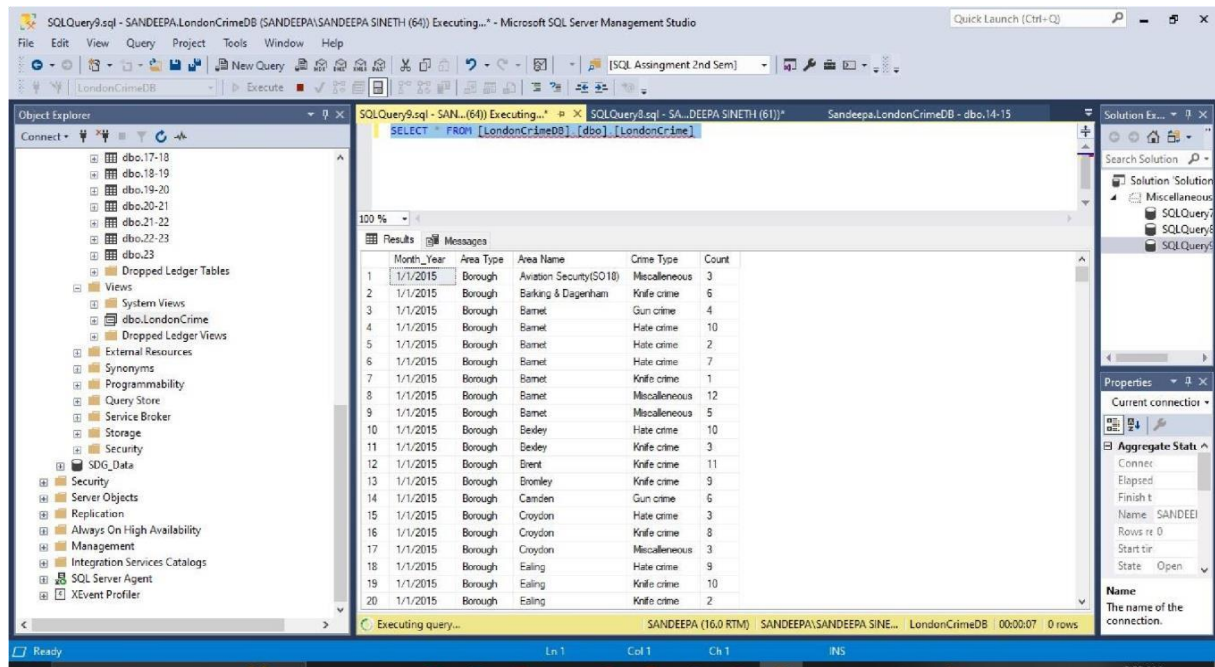 SQLQuery9.sql - SANDEEPA.LondonCrimeDB (SANDEEPA\SANDEEPA SINETH (64)) Executing...* - Microsoft SQL Server Management Studio
Quick Launch (Ctrl+Q)
File Edit View Query Project Tools Window Help
New Query
[SQL Assingment 2nd Sem]
LondonCrimeDB
Execute
Object Explorer
Connect
dbo.17-18
dbo.18-19
dbo.19-20
dbo.20-21
dbo.21-22
dbo.22-23
dbo.23
Dropped Ledger Tables
Views
System Views
dbo.LondonCrime
Dropped Ledger Views
External Resources
Synonyms
Programmability
Query Store
Service Broker
Storage
Security
SDG_Data
Security
Server Objects
Replication
Always On High Availability
Management
Integration Services Catalogs
SQL Server Agent
XEvent Profiler
SQLQuery9.sql - SAN...(64)) Executing...*
SQLQuery8.sql - SA...DEEPA SINETH (61))*
Sandeepa.LondonCrimeDB - dbo.14-15
SELECT * FROM [LondonCrimeDB].[dbo].[LondonCrime]
100 %
Results Messages
Month_Year Area Type Area Name Crime Type Count
1 1/1/2015 Borough Aviation Security(SO18) Miscalleneous 3
2 1/1/2015 Borough Barking & Dagenham Knife crime 6
3 1/1/2015 Borough Barnet Gun crime 4
4 1/1/2015 Borough Barnet Hate crime 10
5 1/1/2015 Borough Barnet Hate crime 2
6 1/1/2015 Borough Barnet Hate crime 7
7 1/1/2015 Borough Barnet Knife crime 1
8 1/1/2015 Borough Barnet Miscalleneous 12
9 1/1/2015 Borough Barnet Miscalleneous 5
10 1/1/2015 Borough Bexley Hate crime 10
11 1/1/2015 Borough Bexley Knife crime 3
12 1/1/2015 Borough Brent Knife crime 11
13 1/1/2015 Borough Bromley Knife crime 9
14 1/1/2015 Borough Camden Gun crime 6
15 1/1/2015 Borough Croydon Hate crime 3
16 1/1/2015 Borough Croydon Knife crime 8
17 1/1/2015 Borough Croydon Miscalleneous 3
18 1/1/2015 Borough Ealing Hate crime 9
19 1/1/2015 Borough Ealing Knife crime 10
20 1/1/2015 Borough Ealing Knife crime 2
Executing query...
SANDEEPA (16.0 RTM) SANDEEPA\SANDEEPA SINE... LondonCrimeDB 00:00:07 0 rows
Solution Ex...
Search Solution
Solution 'Solution
Miscellaneous
SQLQuery7
SQLQuery8
SQLQuery9
Properties
Current connection
Aggregate Statu
Connec
Elapsed
Finish t
Name SANDEEP
Rows re 0
Start tir
State Open
Name
The name of the
connection.
Ready Ln 1 Col 1 Ch 1 INS